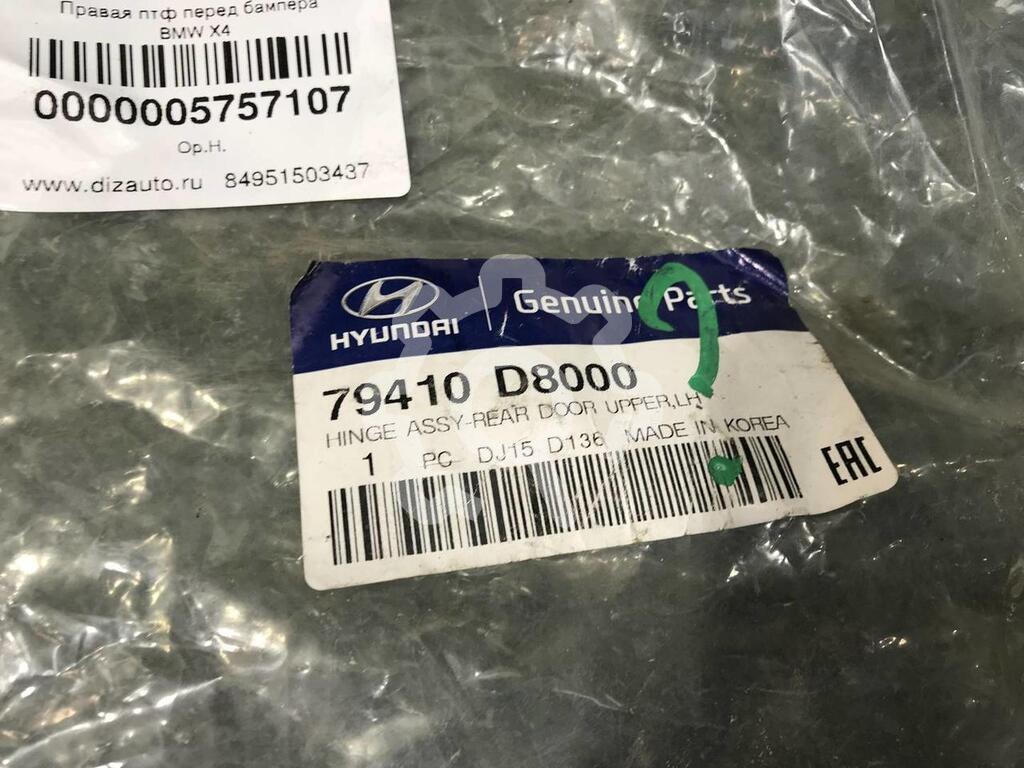 Правая птф перед бампера
BMW X4
0000005757107
Ор.Н.
www.dizauto.ru 84951503437
HYUNDAI Genuine Parts
79410 D8000
HINGE ASSY-REAR DOOR UPPER,LH
1 PC DJ15 D136 MADE IN KOREA
EAC
?